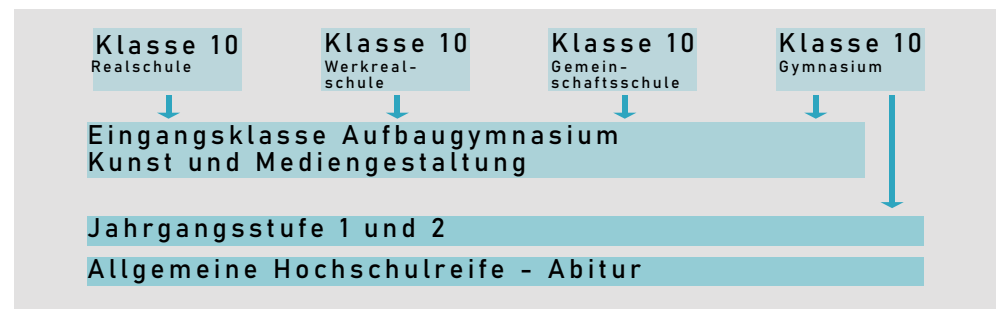 Klasse 10
Realschule
Klasse 10
Werkreal-
schule
Klasse 10
Gemein-
schaftsschule
Klasse 10
Gymnasium
Eingangsklasse Aufbaugymnasium
Kunst und Mediengestaltung
Jahrgangsstufe 1 und 2
Allgemeine Hochschulreife - Abitur